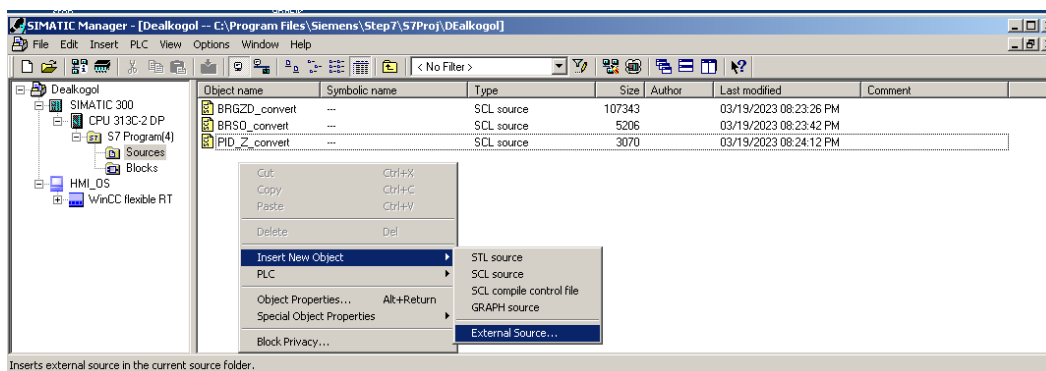 SIMATIC Manager - [Dealkogol -- C:\Program Files\Siemens\Step7\S7Proj\DEalkogol]
File Edit Insert PLC View Options Window Help
< No Filter >
Dealkogol
SIMATIC 300
CPU 313C-2 DP
S7 Program(4)
Sources
Blocks
HMI_OS
WinCC flexible RT
Object name Symbolic name Type Size Author Last modified Comment
BRGZD_convert --- SCL source 107343 03/19/2023 08:23:26 PM
BRSO_convert --- SCL source 5206 03/19/2023 08:23:42 PM
PID_Z_convert --- SCL source 3070 03/19/2023 08:24:12 PM
Cut Ctrl+X
Copy Ctrl+C
Paste Ctrl+V
Delete Del
Insert New Object
PLC
Object Properties... Alt+Return
Special Object Properties
Block Privacy...
STL source
SCL source
SCL compile control file
GRAPH source
External Source...
Inserts external source in the current source folder.